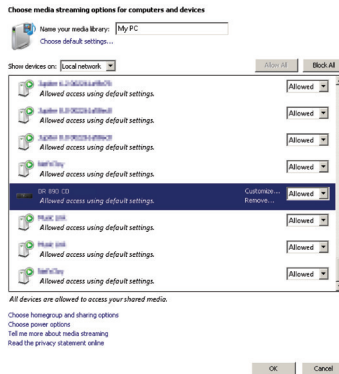 Choose media streaming options for computers and devices
Name your media library: My PC
Choose default settings...
Show devices on: Local network
Allow All Block All
Allowed access using default settings. Allowed
Allowed access using default settings. Allowed
Allowed access using default settings. Allowed
Allowed access using default settings. Allowed
DR 890 CD Customize...
Allowed access using default settings. Remove... Allowed
Allowed access using default settings. Allowed
Allowed access using default settings. Allowed
Allowed access using default settings. Allowed
All devices are allowed to access your shared media.
Choose homegroup and sharing options
Choose power options
Tell me more about media streaming
Read the privacy statement online
OK Cancel